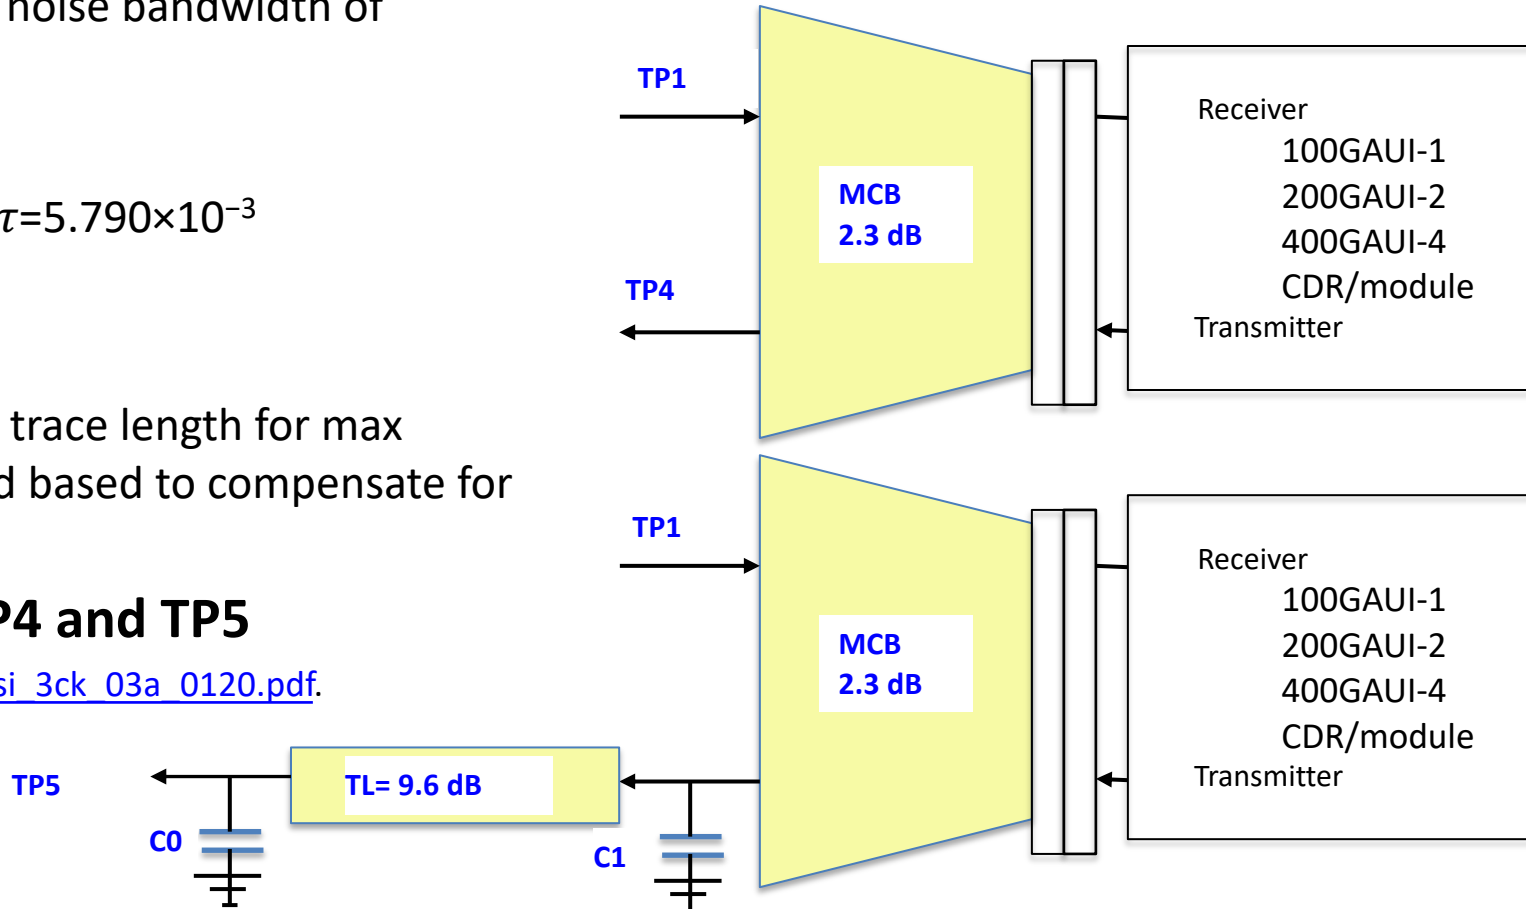 noise bandwidth of
𝜏=5.790×10⁻³
trace length for max
d based to compensate for
P4 and TP5
si_3ck_03a_0120.pdf.
TP1
TP4
MCB
2.3 dB
Receiver
100GAUI-1
200GAUI-2
400GAUI-4
CDR/module
Transmitter
TP1
MCB
2.3 dB
Receiver
100GAUI-1
200GAUI-2
400GAUI-4
CDR/module
Transmitter
TP5
TL= 9.6 dB
C0
C1